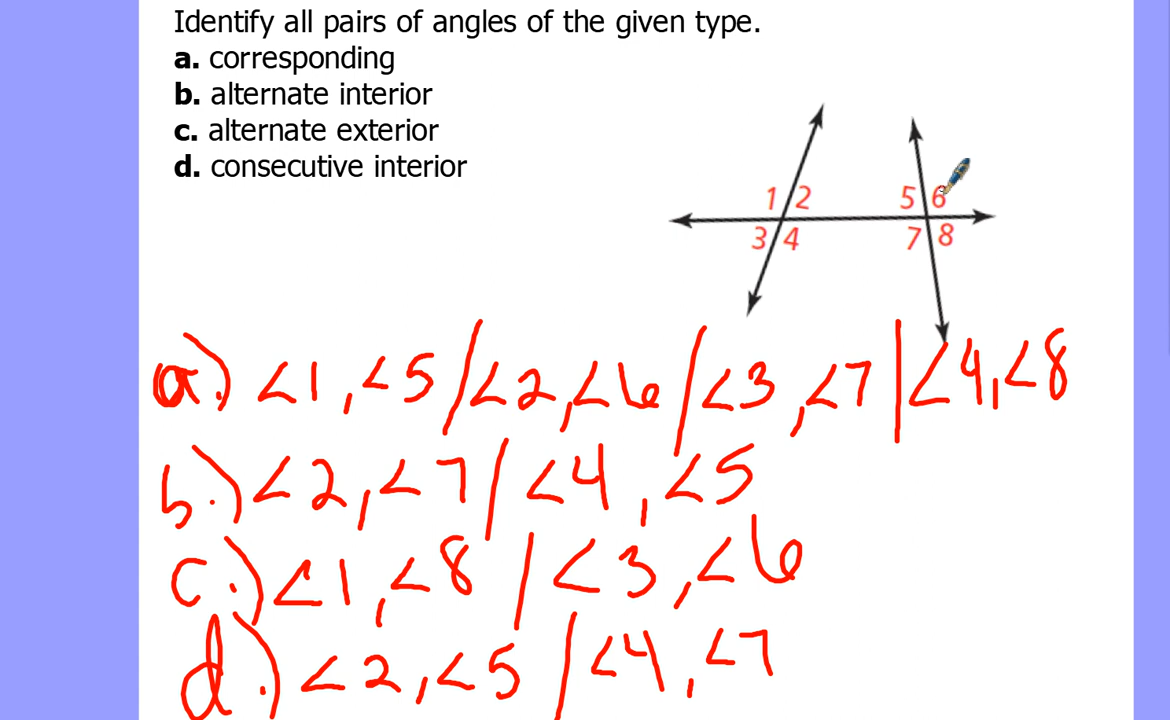 Identify all pairs of angles of the given type.
a. corresponding
b. alternate interior
c. alternate exterior
d. consecutive interior
1 2 5 6
3 4 7 8
a.) ∠1, ∠5 / ∠2, ∠6 / ∠3, ∠7 | ∠4, ∠8
b.) ∠2, ∠7 / ∠4, ∠5
c.) ∠1, ∠8 / ∠3, ∠6
d.) ∠2, ∠5 / ∠4, ∠7